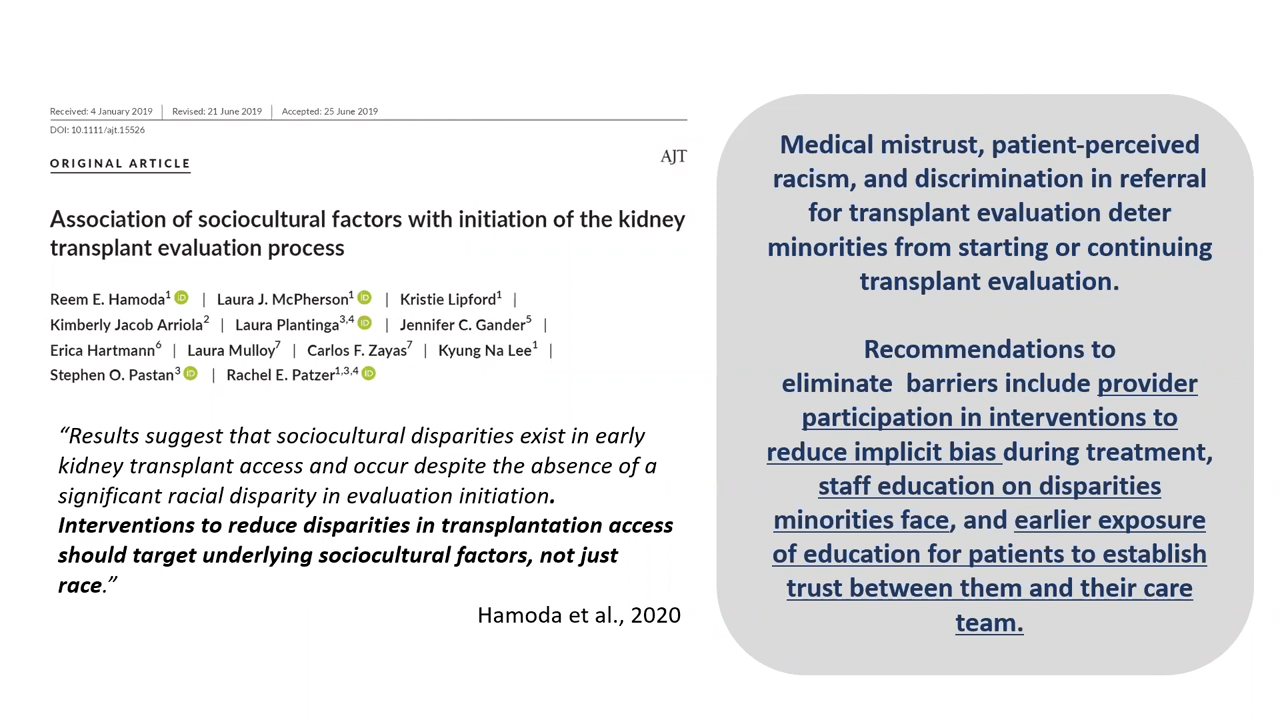 Received: 4 January 2019 | Revised: 21 June 2019 | Accepted: 25 June 2019
DOI: 10.1111/ajt.15526
ORIGINAL ARTICLE
AJT
Association of sociocultural factors with initiation of the kidney
transplant evaluation process
Reem E. Hamoda1 iD | Laura J. McPherson1 iD | Kristie Lipford1 |
Kimberly Jacob Arriola2 | Laura Plantinga3,4 iD | Jennifer C. Gander5 |
Erica Hartmann6 | Laura Mulloy7 | Carlos F. Zayas7 | Kyung Na Lee1 |
Stephen O. Pastan3 iD | Rachel E. Patzer1,3,4 iD
“Results suggest that sociocultural disparities exist in early
kidney transplant access and occur despite the absence of a
significant racial disparity in evaluation initiation.
Interventions to reduce disparities in transplantation access
should target underlying sociocultural factors, not just
race.”
Hamoda et al., 2020
Medical mistrust, patient-perceived
racism, and discrimination in referral
for transplant evaluation deter
minorities from starting or continuing
transplant evaluation.
Recommendations to
eliminate  barriers include provider
participation in interventions to
reduce implicit bias during treatment,
staff education on disparities
minorities face, and earlier exposure
of education for patients to establish
trust between them and their care
team.